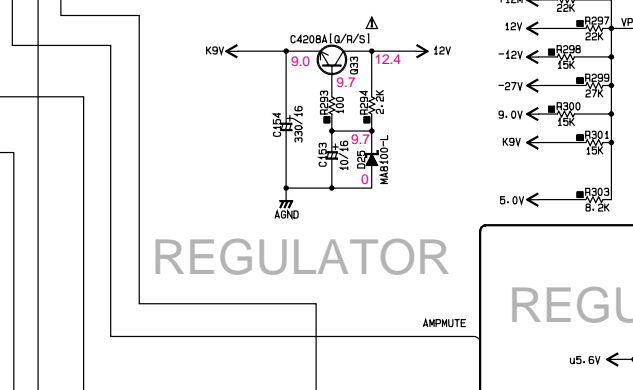 +12M
22K
R297
12V
22K
VP
R298
-12V
15K
R299
-27V
27K
R300
9.0V
15K
R301
K9V
15K
R303
5.0V
8.2K
C4208A[Q/R/S]
K9V
9.0
12.4
12V
Q33
9.7
R293
100
R294
2.2K
C154
330/16
9.7
C153
10/16
D25
MA8100-L
0
AGND
REGULATOR
AMPMUTE
REGU
u5.6V